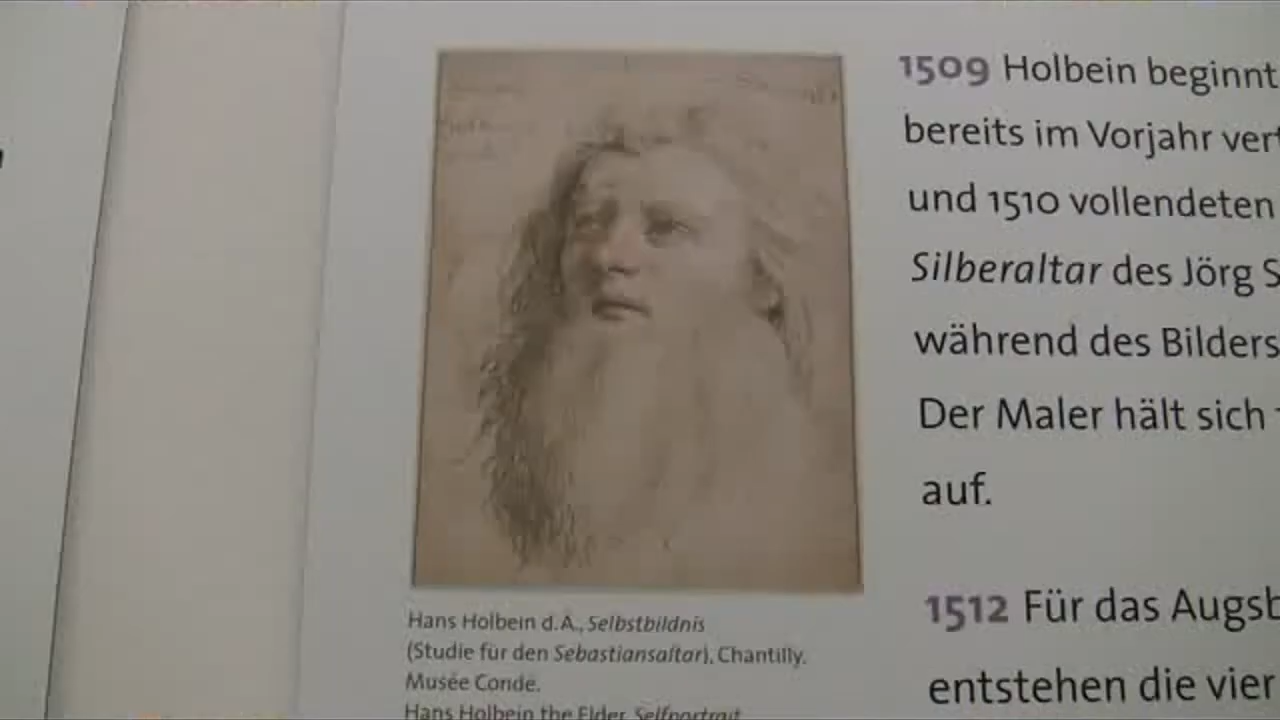 Hans Holbein d. Ä., Selbstbildnis
(Studie für den Sebastiansaltar), Chantilly.
Musée Condé.
Hans Holbein the Elder, Selfportrait
1509 Holbein beginnt
bereits im Vorjahr
und 1510 vollendeten
Silberaltar des Jörg
während des
Der Maler hält sich
auf.
1512 Für das
entstehen die vier